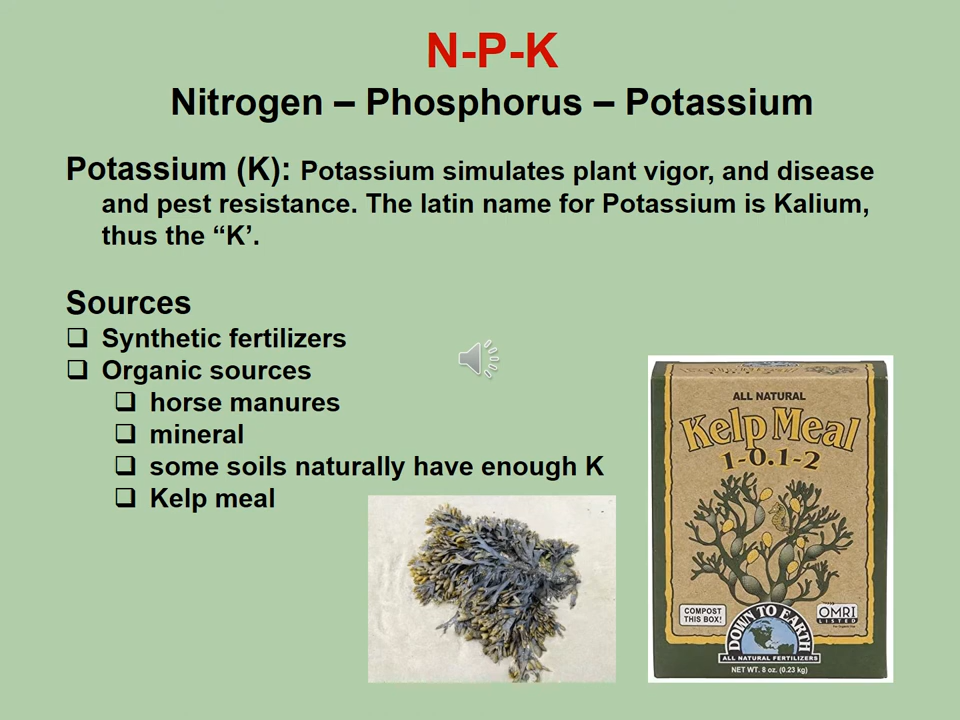 N-P-K
Nitrogen – Phosphorus – Potassium
Potassium (K): Potassium simulates plant vigor, and disease
and pest resistance. The latin name for Potassium is Kalium,
thus the “K’.
Sources
Synthetic fertilizers
Organic sources
horse manures
mineral
some soils naturally have enough K
Kelp meal
ALL NATURAL
Kelp Meal
1-0.1-2
COMPOST
THIS BOX!
OMRI
LISTED
DOWN TO EARTH
ALL NATURAL FERTILIZERS
NET WT. 8 oz. (0.23 kg)